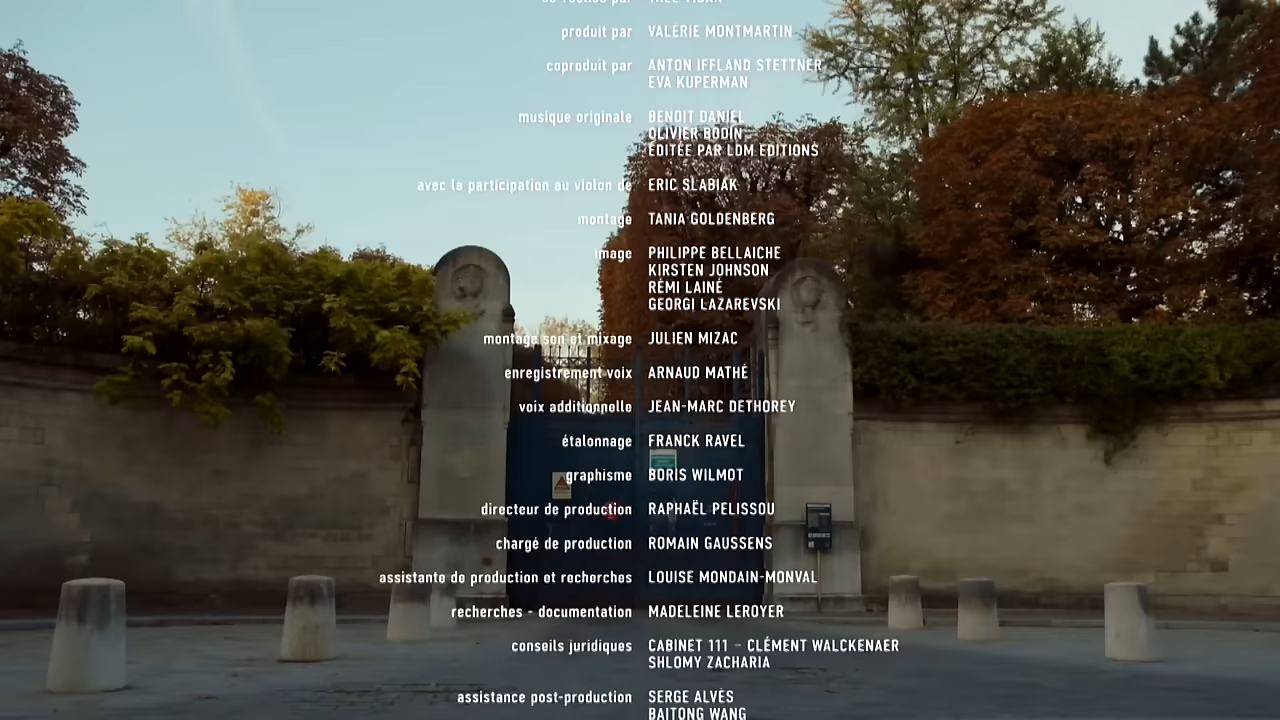 produit par VALÉRIE MONTMARTIN
coproduit par ANTON IFFLAND STETTNER
EVA KUPERMAN
musique originale BENOIT DANIEL
OLIVIER BODIN
ÉDITÉE PAR LDM EDITIONS
avec la participation au violon de ERIC SLABIAK
montage TANIA GOLDENBERG
image PHILIPPE BELLAICHE
KIRSTEN JOHNSON
RÉMI LAINÉ
GEORGI LAZAREVSKI
montage son et mixage JULIEN MIZAC
enregistrement voix ARNAUD MATHÉ
voix additionnelle JEAN-MARC DETHOREY
étalonnage FRANCK RAVEL
graphisme BORIS WILMOT
directeur de production RAPHAËL PELISSOU
chargé de production ROMAIN GAUSSENS
assistante de production et recherches LOUISE MONDAIN-MONVAL
recherches - documentation MADELEINE LEROYER
conseils juridiques CABINET 111 - CLÉMENT WALCKENAER
SHLOMY ZACHARIA
assistance post-production SERGE ALVÈS
BAITONG WANG